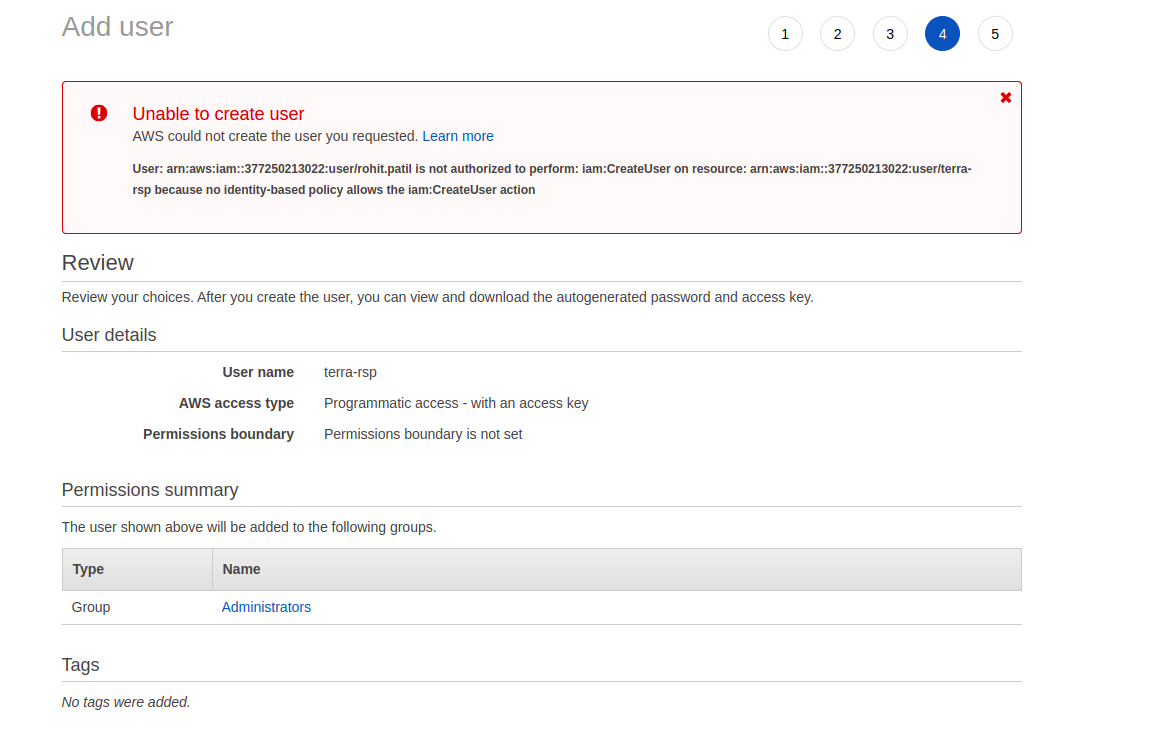 Add user
1 2 3 4 5
Unable to create user
AWS could not create the user you requested. Learn more
User: arn:aws:iam::377250213022:user/rohit.patil is not authorized to perform: iam:CreateUser on resource: arn:aws:iam::377250213022:user/terra-
rsp because no identity-based policy allows the iam:CreateUser action
Review
Review your choices. After you create the user, you can view and download the autogenerated password and access key.
User details
User name terra-rsp
AWS access type Programmatic access - with an access key
Permissions boundary Permissions boundary is not set
Permissions summary
The user shown above will be added to the following groups.
Type Name
Group Administrators
Tags
No tags were added.